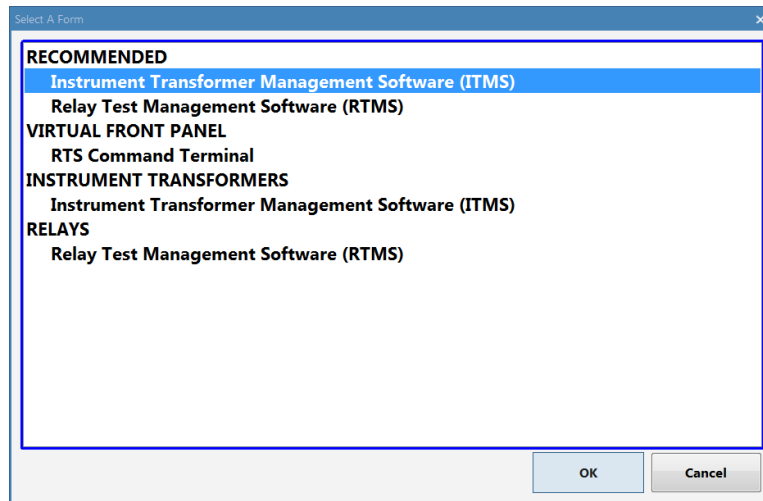 Select A Form
RECOMMENDED
Instrument Transformer Management Software (ITMS)
Relay Test Management Software (RTMS)
VIRTUAL FRONT PANEL
RTS Command Terminal
INSTRUMENT TRANSFORMERS
Instrument Transformer Management Software (ITMS)
RELAYS
Relay Test Management Software (RTMS)
OK Cancel